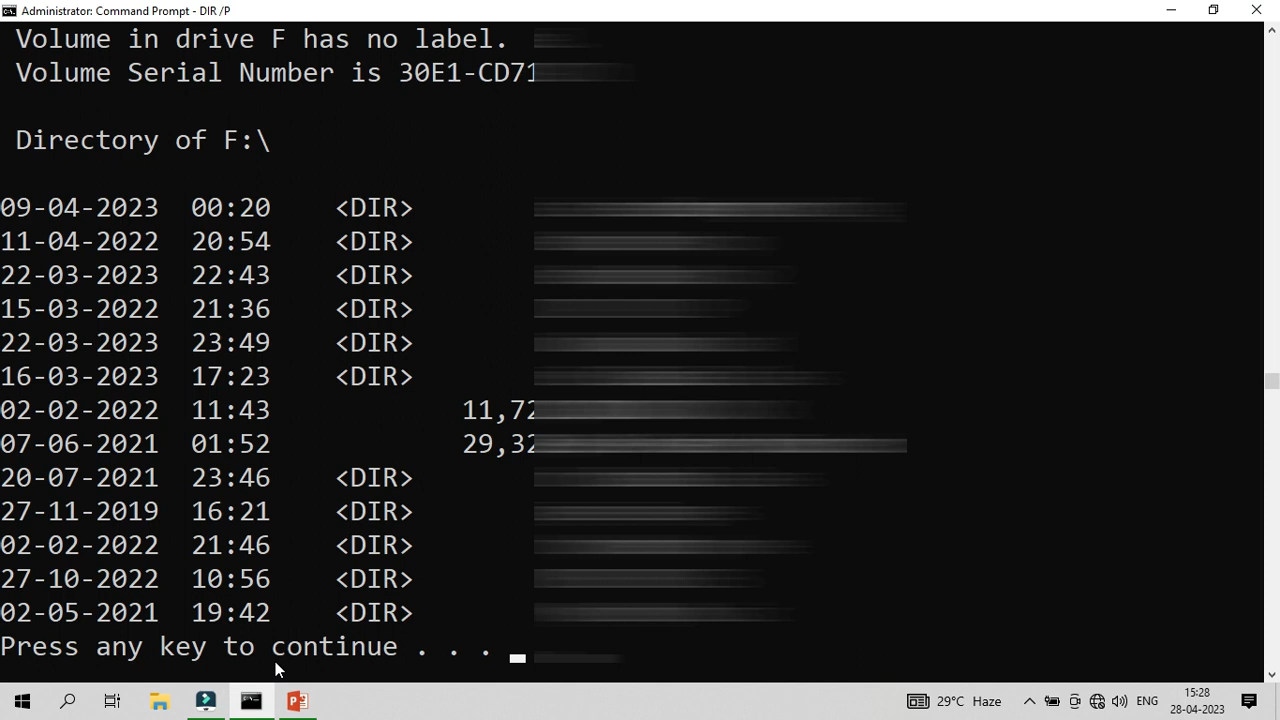 Administrator: Command Prompt - DIR /P
Volume in drive F has no label.
Volume Serial Number is 30E1-CD71
Directory of F:\
09-04-2023 00:20 <DIR>
11-04-2022 20:54 <DIR>
22-03-2023 22:43 <DIR>
15-03-2022 21:36 <DIR>
22-03-2023 23:49 <DIR>
16-03-2023 17:23 <DIR>
02-02-2022 11:43 11,72
07-06-2021 01:52 29,32
20-07-2021 23:46 <DIR>
27-11-2019 16:21 <DIR>
02-02-2022 21:46 <DIR>
27-10-2022 10:56 <DIR>
02-05-2021 19:42 <DIR>
Press any key to continue . . .
29°C Haze
ENG
15:28
28-04-2023